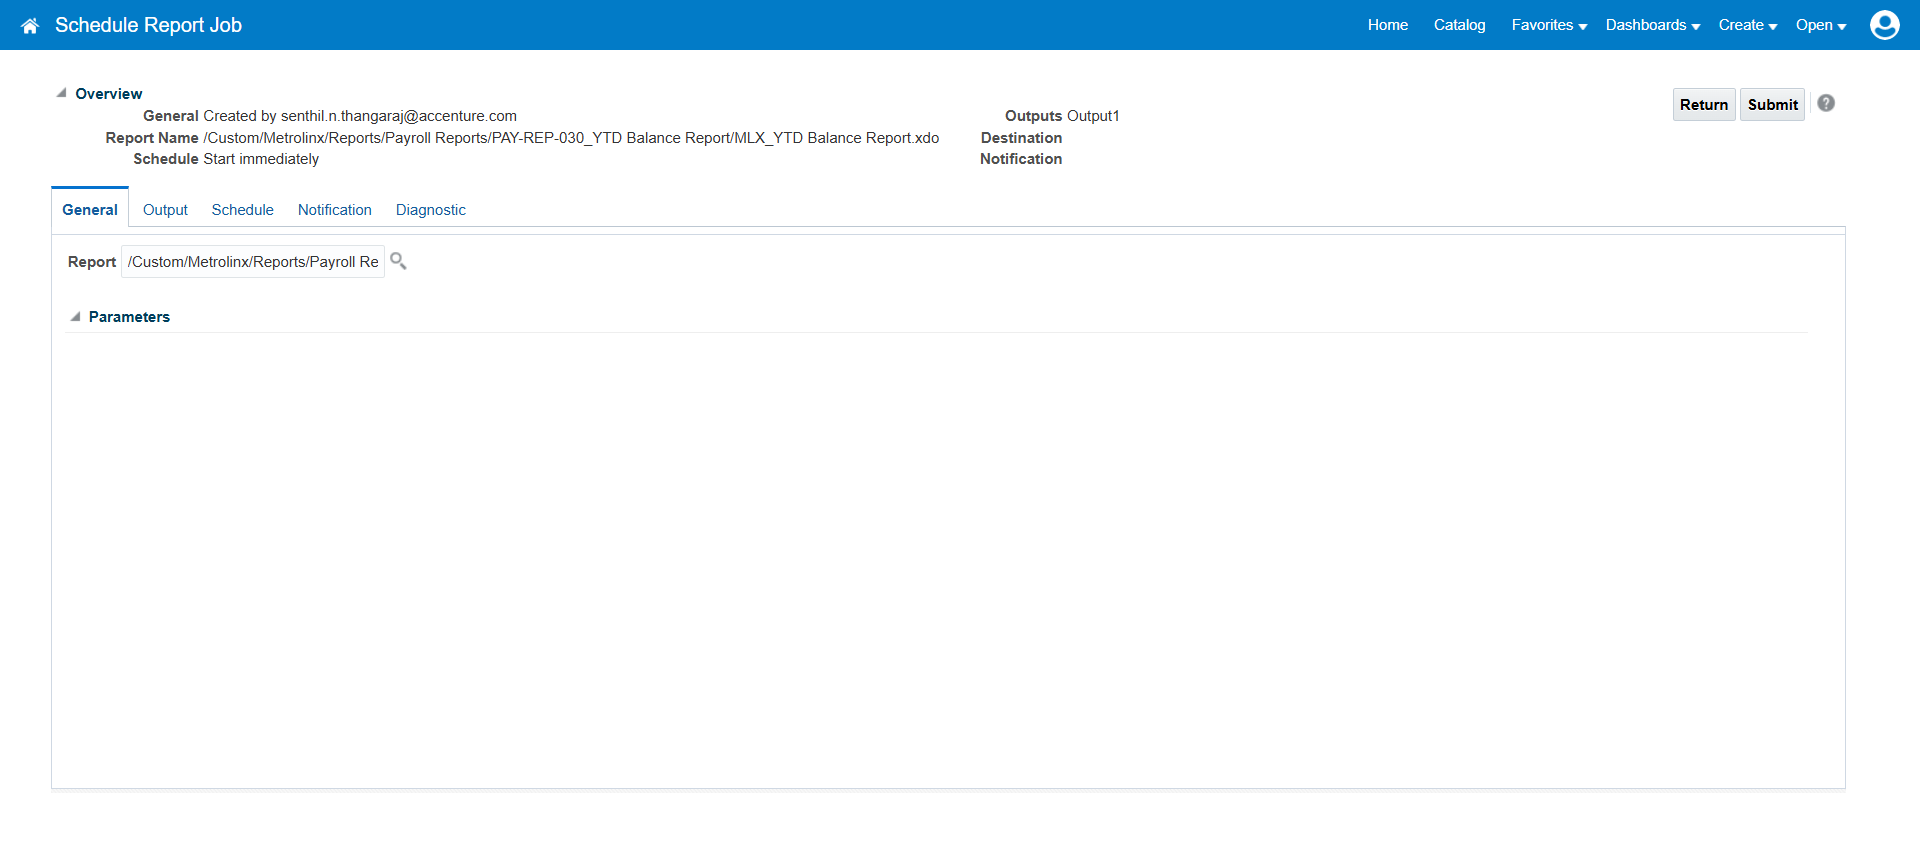 Schedule Report Job
Home Catalog Favorites Dashboards Create Open
Overview
General Created by senthil.n.thangaraj@accenture.com
Report Name /Custom/Metrolinx/Reports/Payroll Reports/PAY-REP-030_YTD Balance Report/MLX_YTD Balance Report.xdo
Schedule Start immediately
Outputs Output1
Destination
Notification
Return Submit ?
General Output Schedule Notification Diagnostic
Report /Custom/Metrolinx/Reports/Payroll Re
Parameters